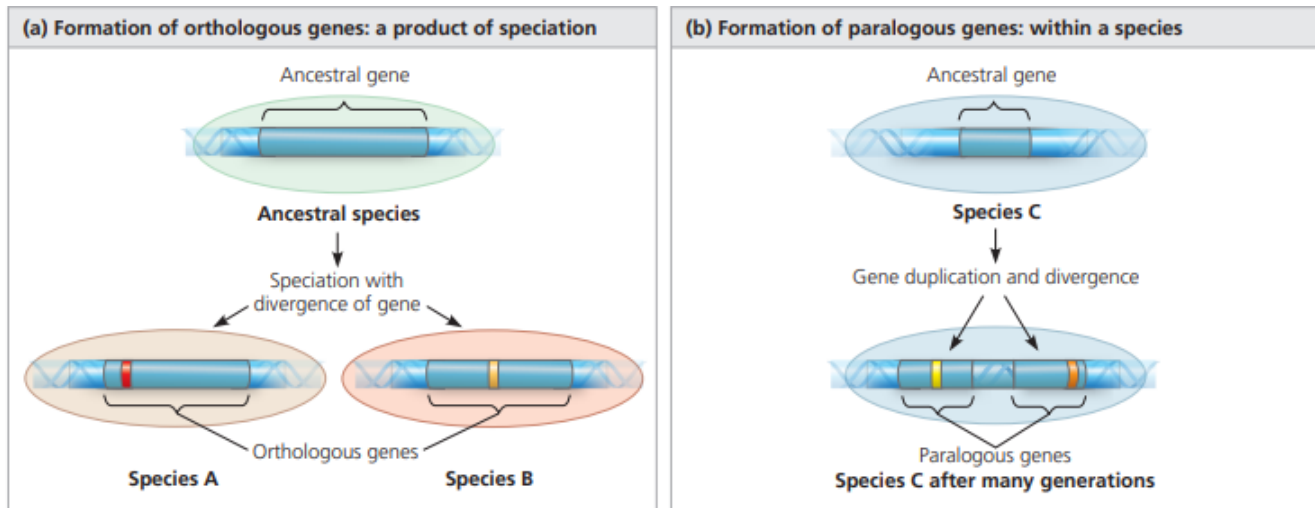 (a) Formation of orthologous genes: a product of speciation
Ancestral gene
Ancestral species
Speciation with
divergence of gene
Orthologous genes
Species A
Species B
(b) Formation of paralogous genes: within a species
Ancestral gene
Species C
Gene duplication and divergence
Paralogous genes
Species C after many generations